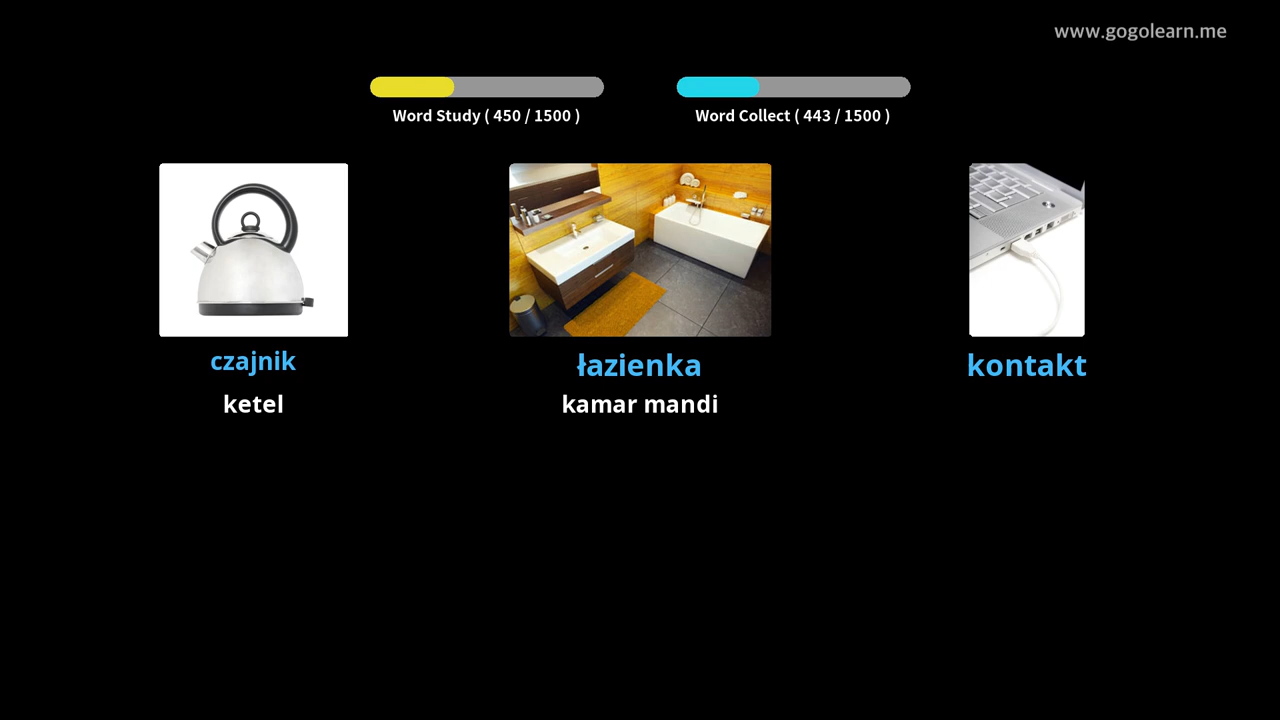 www.gogolearn.me
Word Study ( 450 / 1500 )
Word Collect ( 443 / 1500 )
czajnik
łazienka
kontakt
ketel
kamar mandi